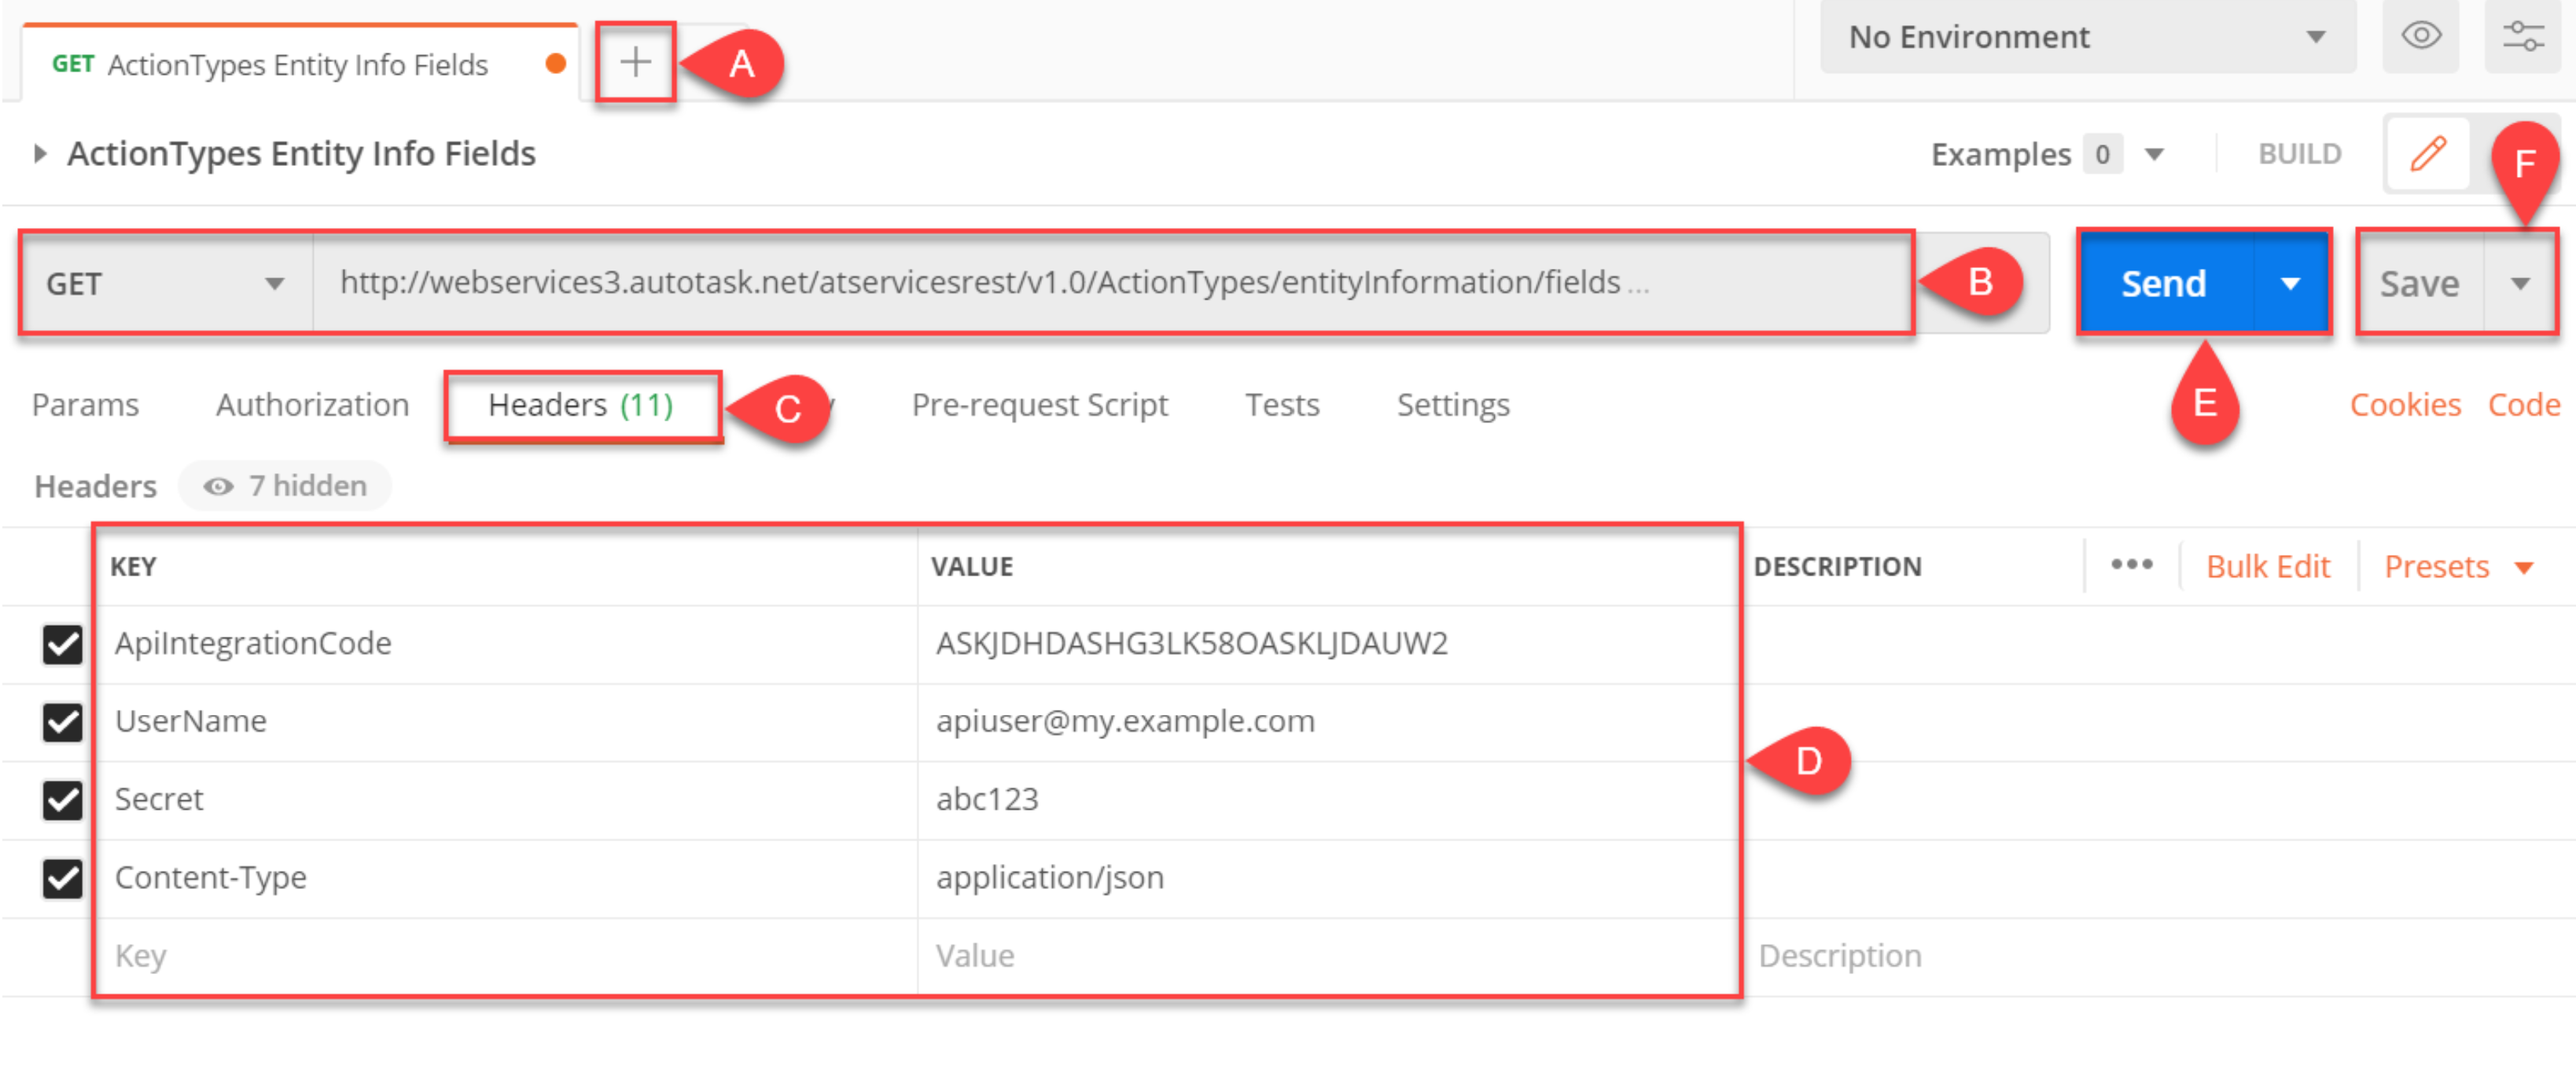 GET ActionTypes Entity Info Fields
A
No Environment
ActionTypes Entity Info Fields
Examples 0
BUILD
F
GET
http://webservices3.autotask.net/atservicesrest/v1.0/ActionTypes/entityInformation/fields ...
B
Send
Save
Params
Authorization
Headers (11)
C
Pre-request Script
Tests
Settings
E
Cookies
Code
Headers
7 hidden
KEY
VALUE
DESCRIPTION
Bulk Edit
Presets
ApiIntegrationCode
ASKJDHDASHG3LK58OASKLJDAUW2
UserName
apiuser@my.example.com
D
Secret
abc123
Content-Type
application/json
Key
Value
Description